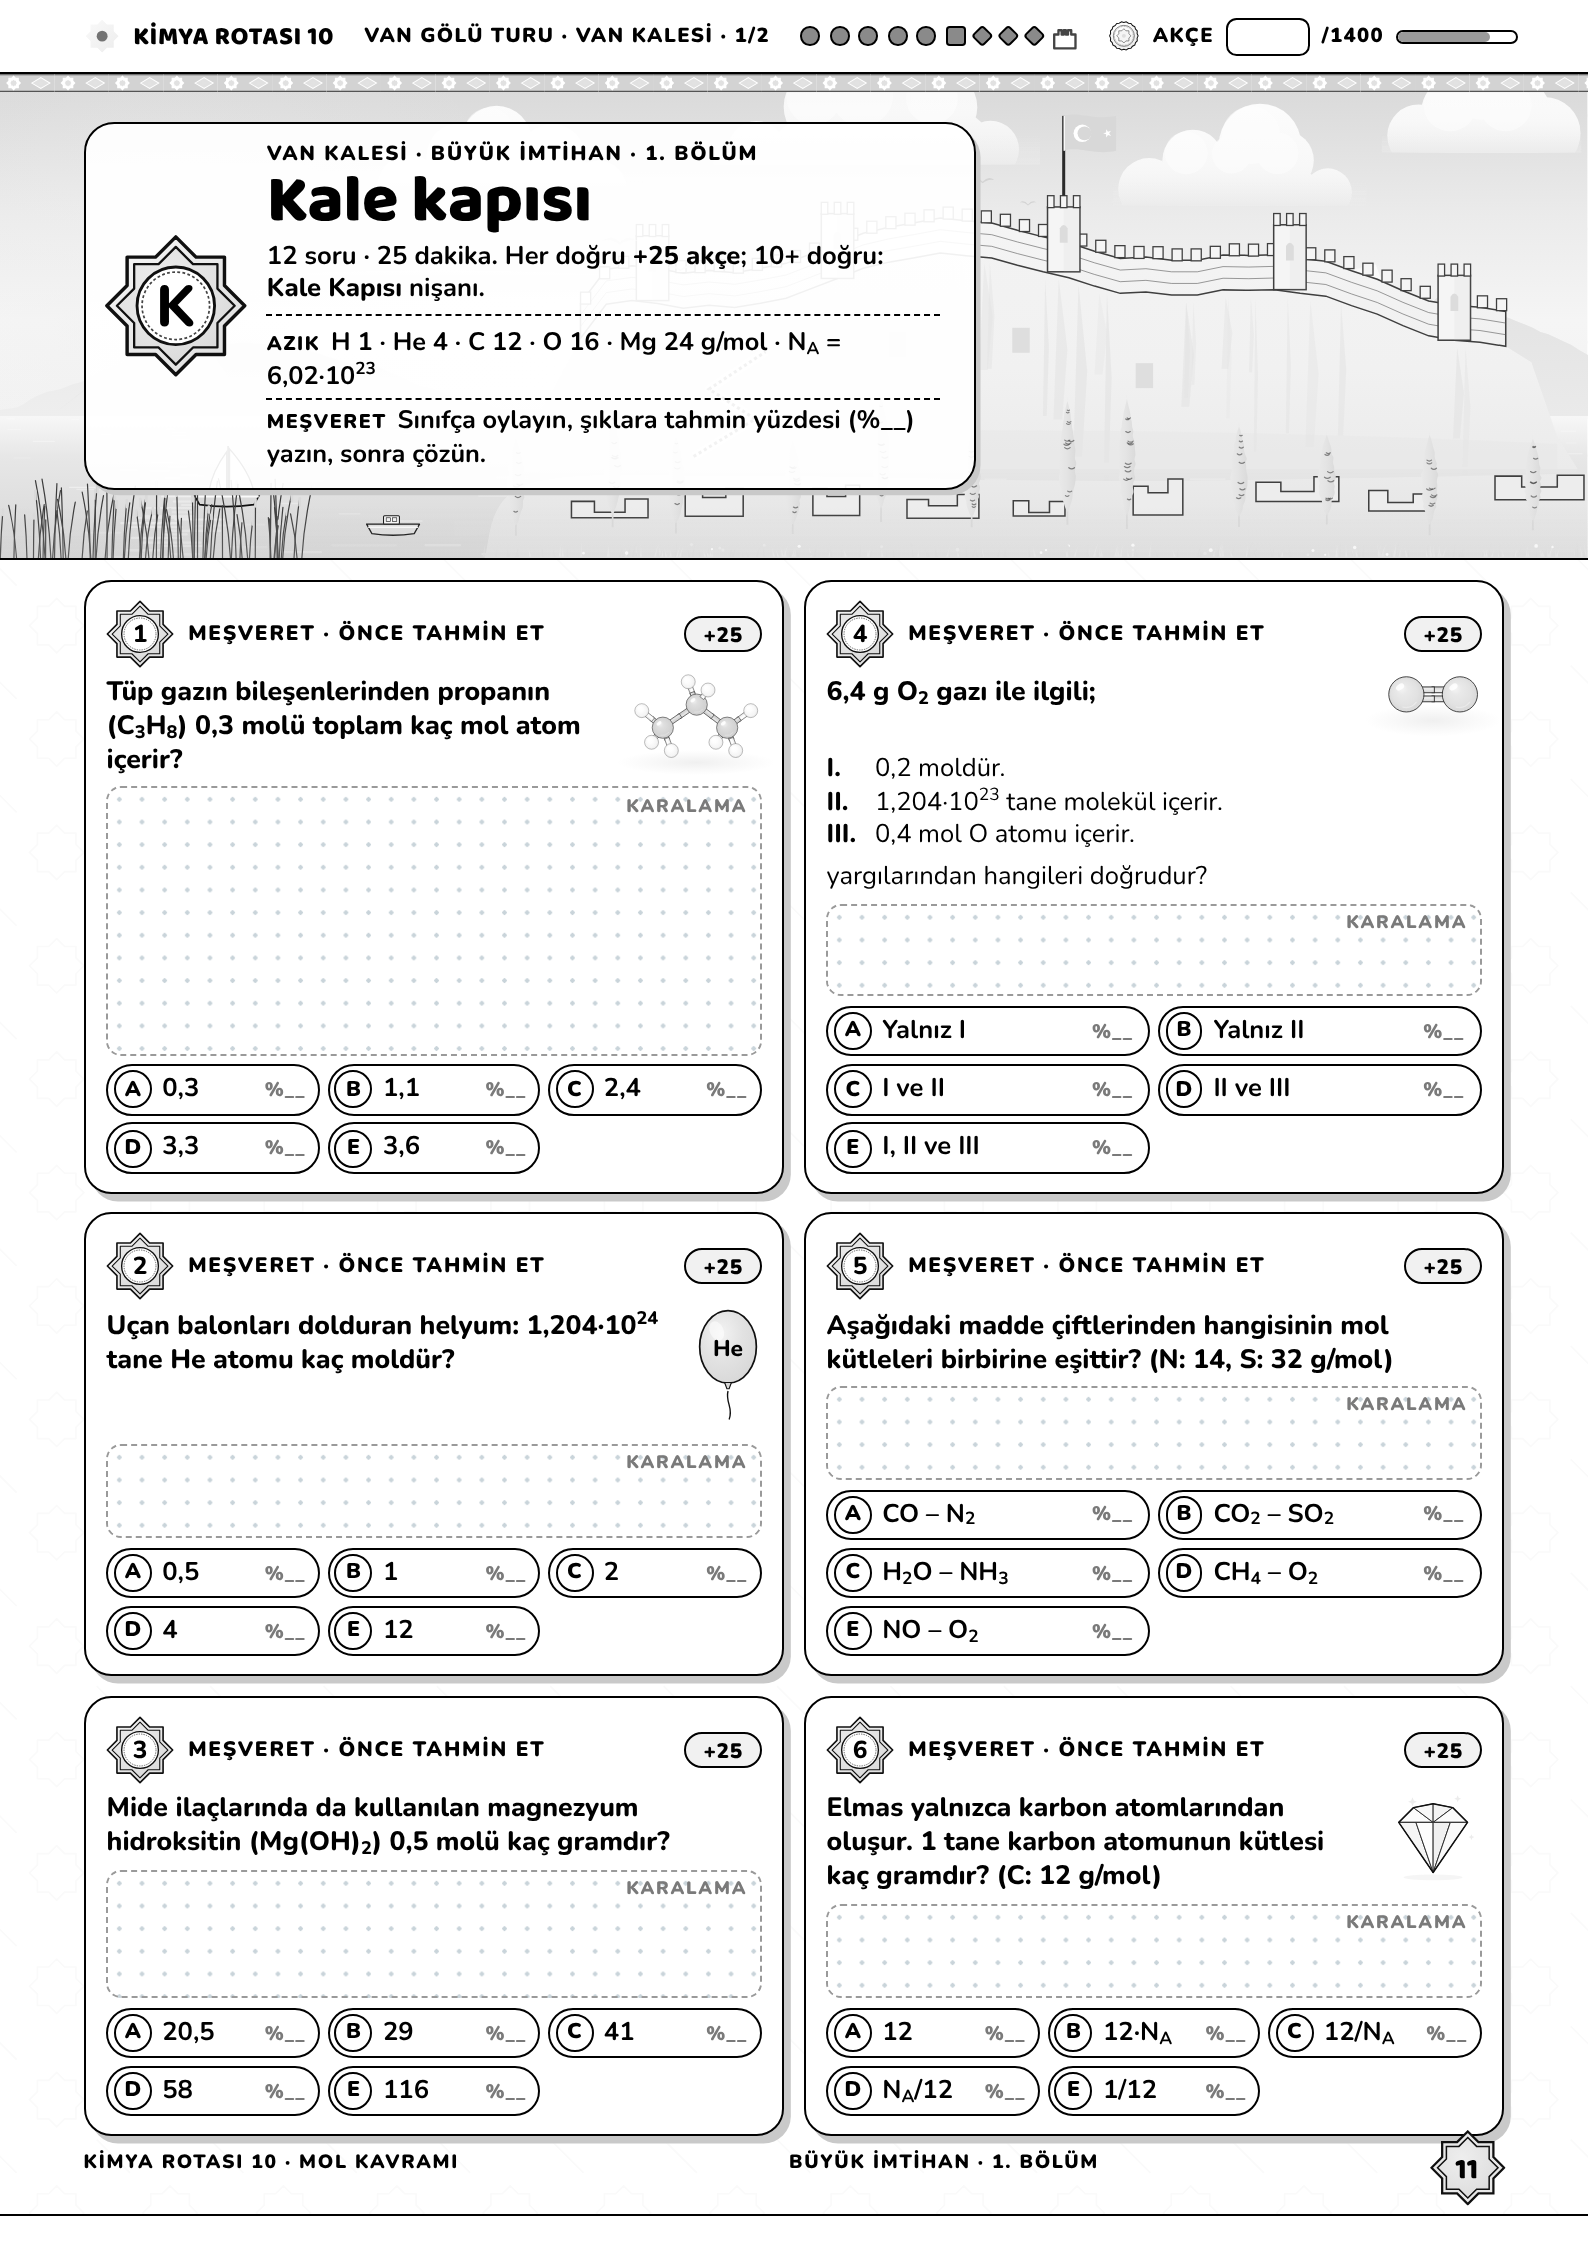 KİMYA ROTASI 10 VAN GÖLÜ TURU · VAN KALESİ · 1/2 AKÇE /1400
VAN KALESİ · BÜYÜK İMTİHAN · 1. BÖLÜM
Kale kapısı
K
12 soru · 25 dakika. Her doğru +25 akçe; 10+ doğru:
Kale Kapısı nişanı.
AZIK H 1 · He 4 · C 12 · O 16 · Mg 24 g/mol · N_A =
6,02·10²³
MEŞVERET Sınıfça oylayın, şıklara tahmin yüzdesi (%__)
yazın, sonra çözün.
1 MEŞVERET · ÖNCE TAHMİN ET +25
Tüp gazın bileşenlerinden propanın
(C₃H₈) 0,3 molü toplam kaç mol atom
içerir?
KARALAMA
A 0,3 %__ B 1,1 %__ C 2,4 %__
D 3,3 %__ E 3,6 %__
2 MEŞVERET · ÖNCE TAHMİN ET +25
Uçan balonları dolduran helyum: 1,204·10²⁴
tane He atomu kaç moldür?
He
KARALAMA
A 0,5 %__ B 1 %__ C 2 %__
D 4 %__ E 12 %__
3 MEŞVERET · ÖNCE TAHMİN ET +25
Mide ilaçlarında da kullanılan magnezyum
hidroksitin (Mg(OH)₂) 0,5 molü kaç gramdır?
KARALAMA
A 20,5 %__ B 29 %__ C 41 %__
D 58 %__ E 116 %__
4 MEŞVERET · ÖNCE TAHMİN ET +25
6,4 g O₂ gazı ile ilgili;
I. 0,2 moldür.
II. 1,204·10²³ tane molekül içerir.
III. 0,4 mol O atomu içerir.
yargılarından hangileri doğrudur?
KARALAMA
A Yalnız I %__ B Yalnız II %__
C I ve II %__ D II ve III %__
E I, II ve III %__
5 MEŞVERET · ÖNCE TAHMİN ET +25
Aşağıdaki madde çiftlerinden hangisinin mol
kütleleri birbirine eşittir? (N: 14, S: 32 g/mol)
KARALAMA
A CO – N₂ %__ B CO₂ – SO₂ %__
C H₂O – NH₃ %__ D CH₄ – O₂ %__
E NO – O₂ %__
6 MEŞVERET · ÖNCE TAHMİN ET +25
Elmas yalnızca karbon atomlarından
oluşur. 1 tane karbon atomunun kütlesi
kaç gramdır? (C: 12 g/mol)
KARALAMA
A 12 %__ B 12·N_A %__ C 12/N_A %__
D N_A/12 %__ E 1/12 %__
KİMYA ROTASI 10 · MOL KAVRAMI BÜYÜK İMTİHAN · 1. BÖLÜM 11